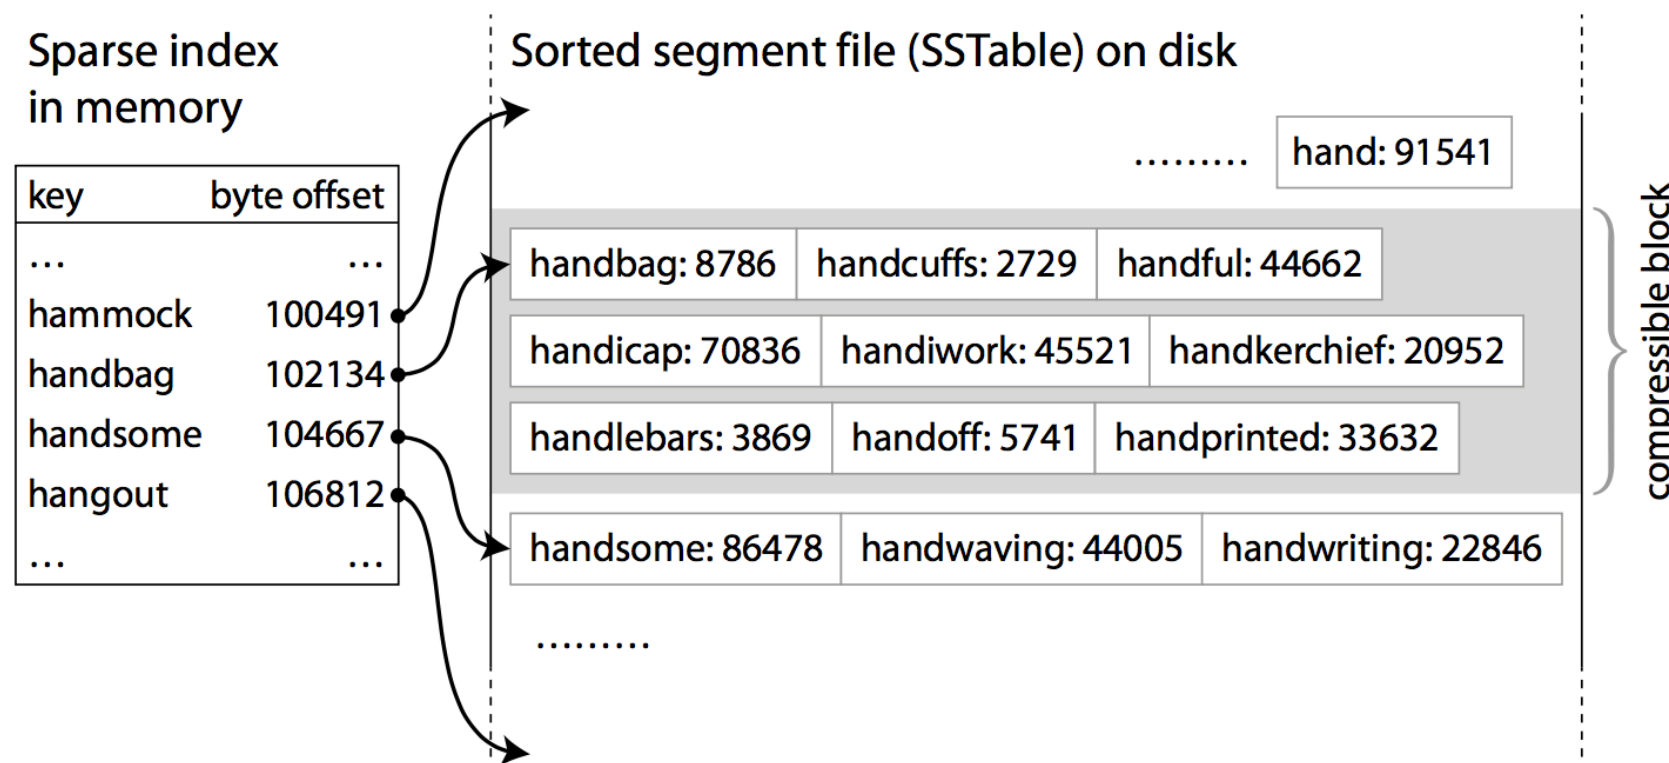 Sparse index
in memory
key byte offset
... ...
hammock 100491
handbag 102134
handsome 104667
hangout 106812
... ...
Sorted segment file (SSTable) on disk
......... hand: 91541
handbag: 8786 handcuffs: 2729 handful: 44662
handicap: 70836 handiwork: 45521 handkerchief: 20952
handlebars: 3869 handoff: 5741 handprinted: 33632
handsome: 86478 handwaving: 44005 handwriting: 22846
.........
compressible block